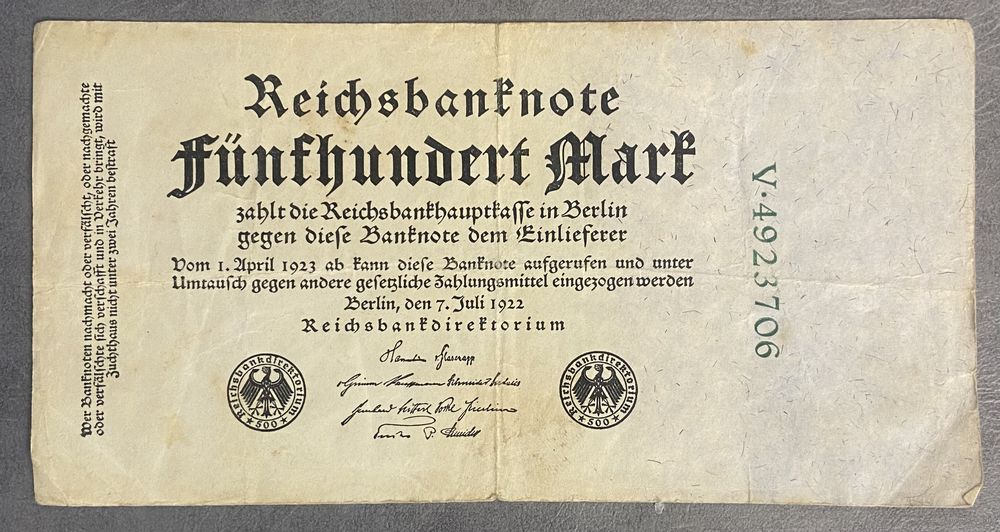 Wer Banknoten nachmacht oder verfälscht, oder nachgemachte
oder verfälschte sich verschafft und in Verkehr bringt, wird mit
Zuchthaus nicht unter zwei Jahren bestraft
Reichsbanknote
Fünfhundert Mark
zahlt die Reichsbankhauptkasse in Berlin
gegen diese Banknote dem Einlieferer
Vom 1. April 1923 ab kann diese Banknote aufgerufen und unter
Umtausch gegen andere gesetzliche Zahlungsmittel eingezogen werden
Berlin, den 7. Juli 1922
Reichsbankdirektorium
Reichsbankdirektorium
500
Reichsbankdirektorium
500
V·4923706